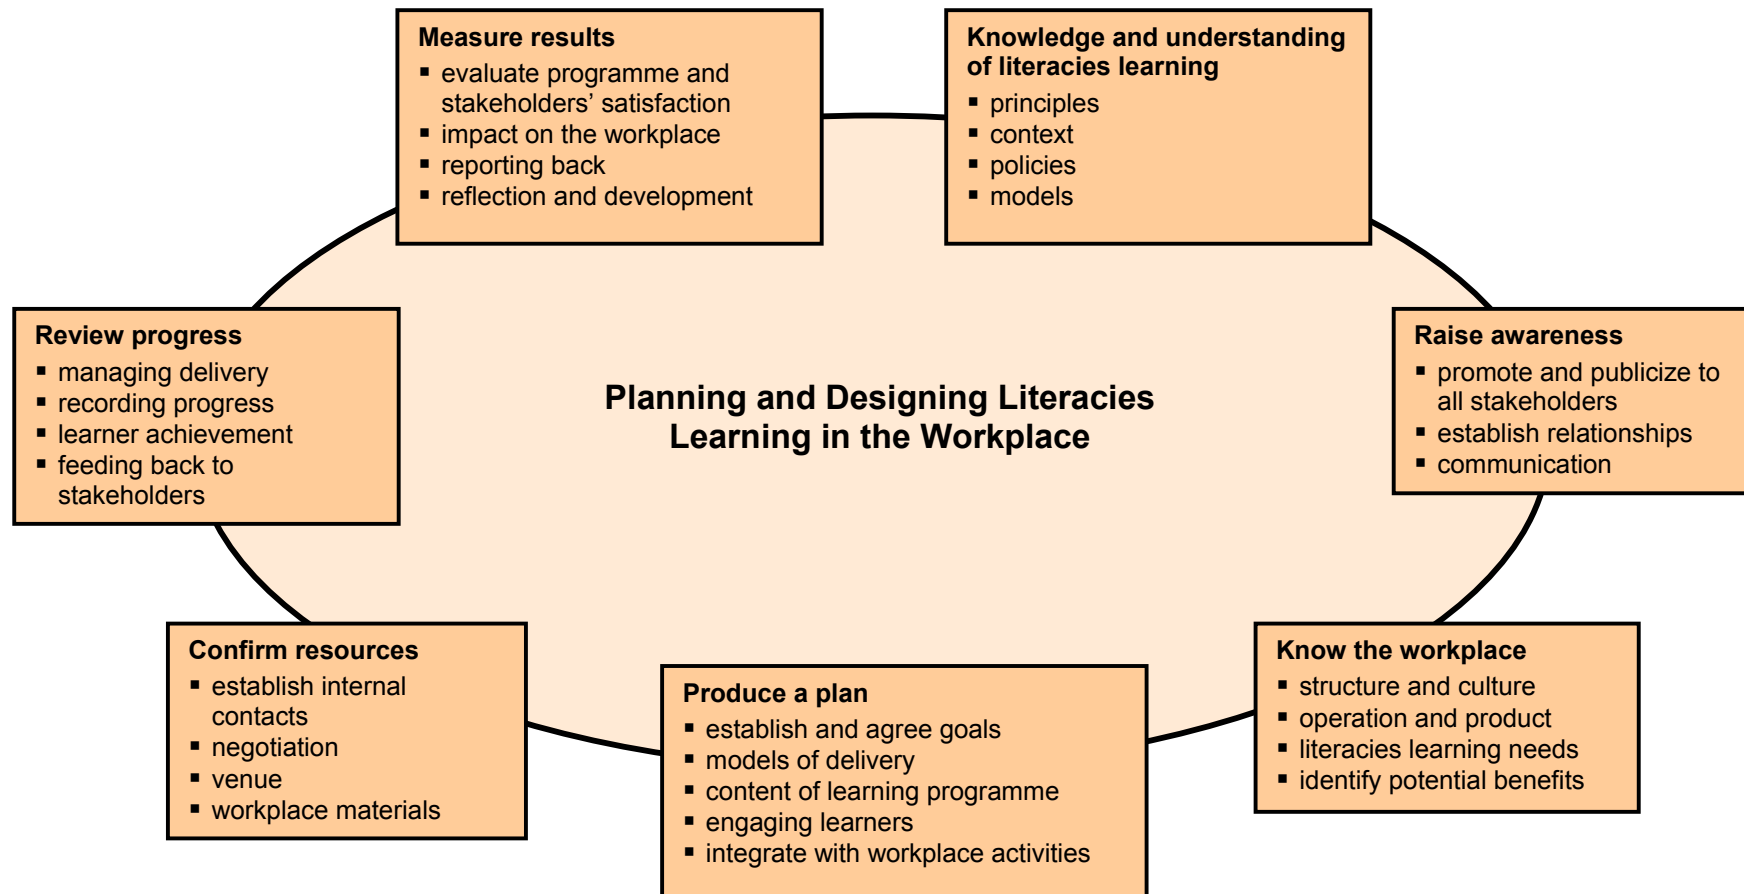 Measure results
▪ evaluate programme and
stakeholders’ satisfaction
▪ impact on the workplace
▪ reporting back
▪ reflection and development
Knowledge and understanding
of literacies learning
▪ principles
▪ context
▪ policies
▪ models
Review progress
▪ managing delivery
▪ recording progress
▪ learner achievement
▪ feeding back to
stakeholders
Planning and Designing Literacies
Learning in the Workplace
Raise awareness
▪ promote and publicize to
all stakeholders
▪ establish relationships
▪ communication
Confirm resources
▪ establish internal
contacts
▪ negotiation
▪ venue
▪ workplace materials
Produce a plan
▪ establish and agree goals
▪ models of delivery
▪ content of learning programme
▪ engaging learners
▪ integrate with workplace activities
Know the workplace
▪ structure and culture
▪ operation and product
▪ literacies learning needs
▪ identify potential benefits